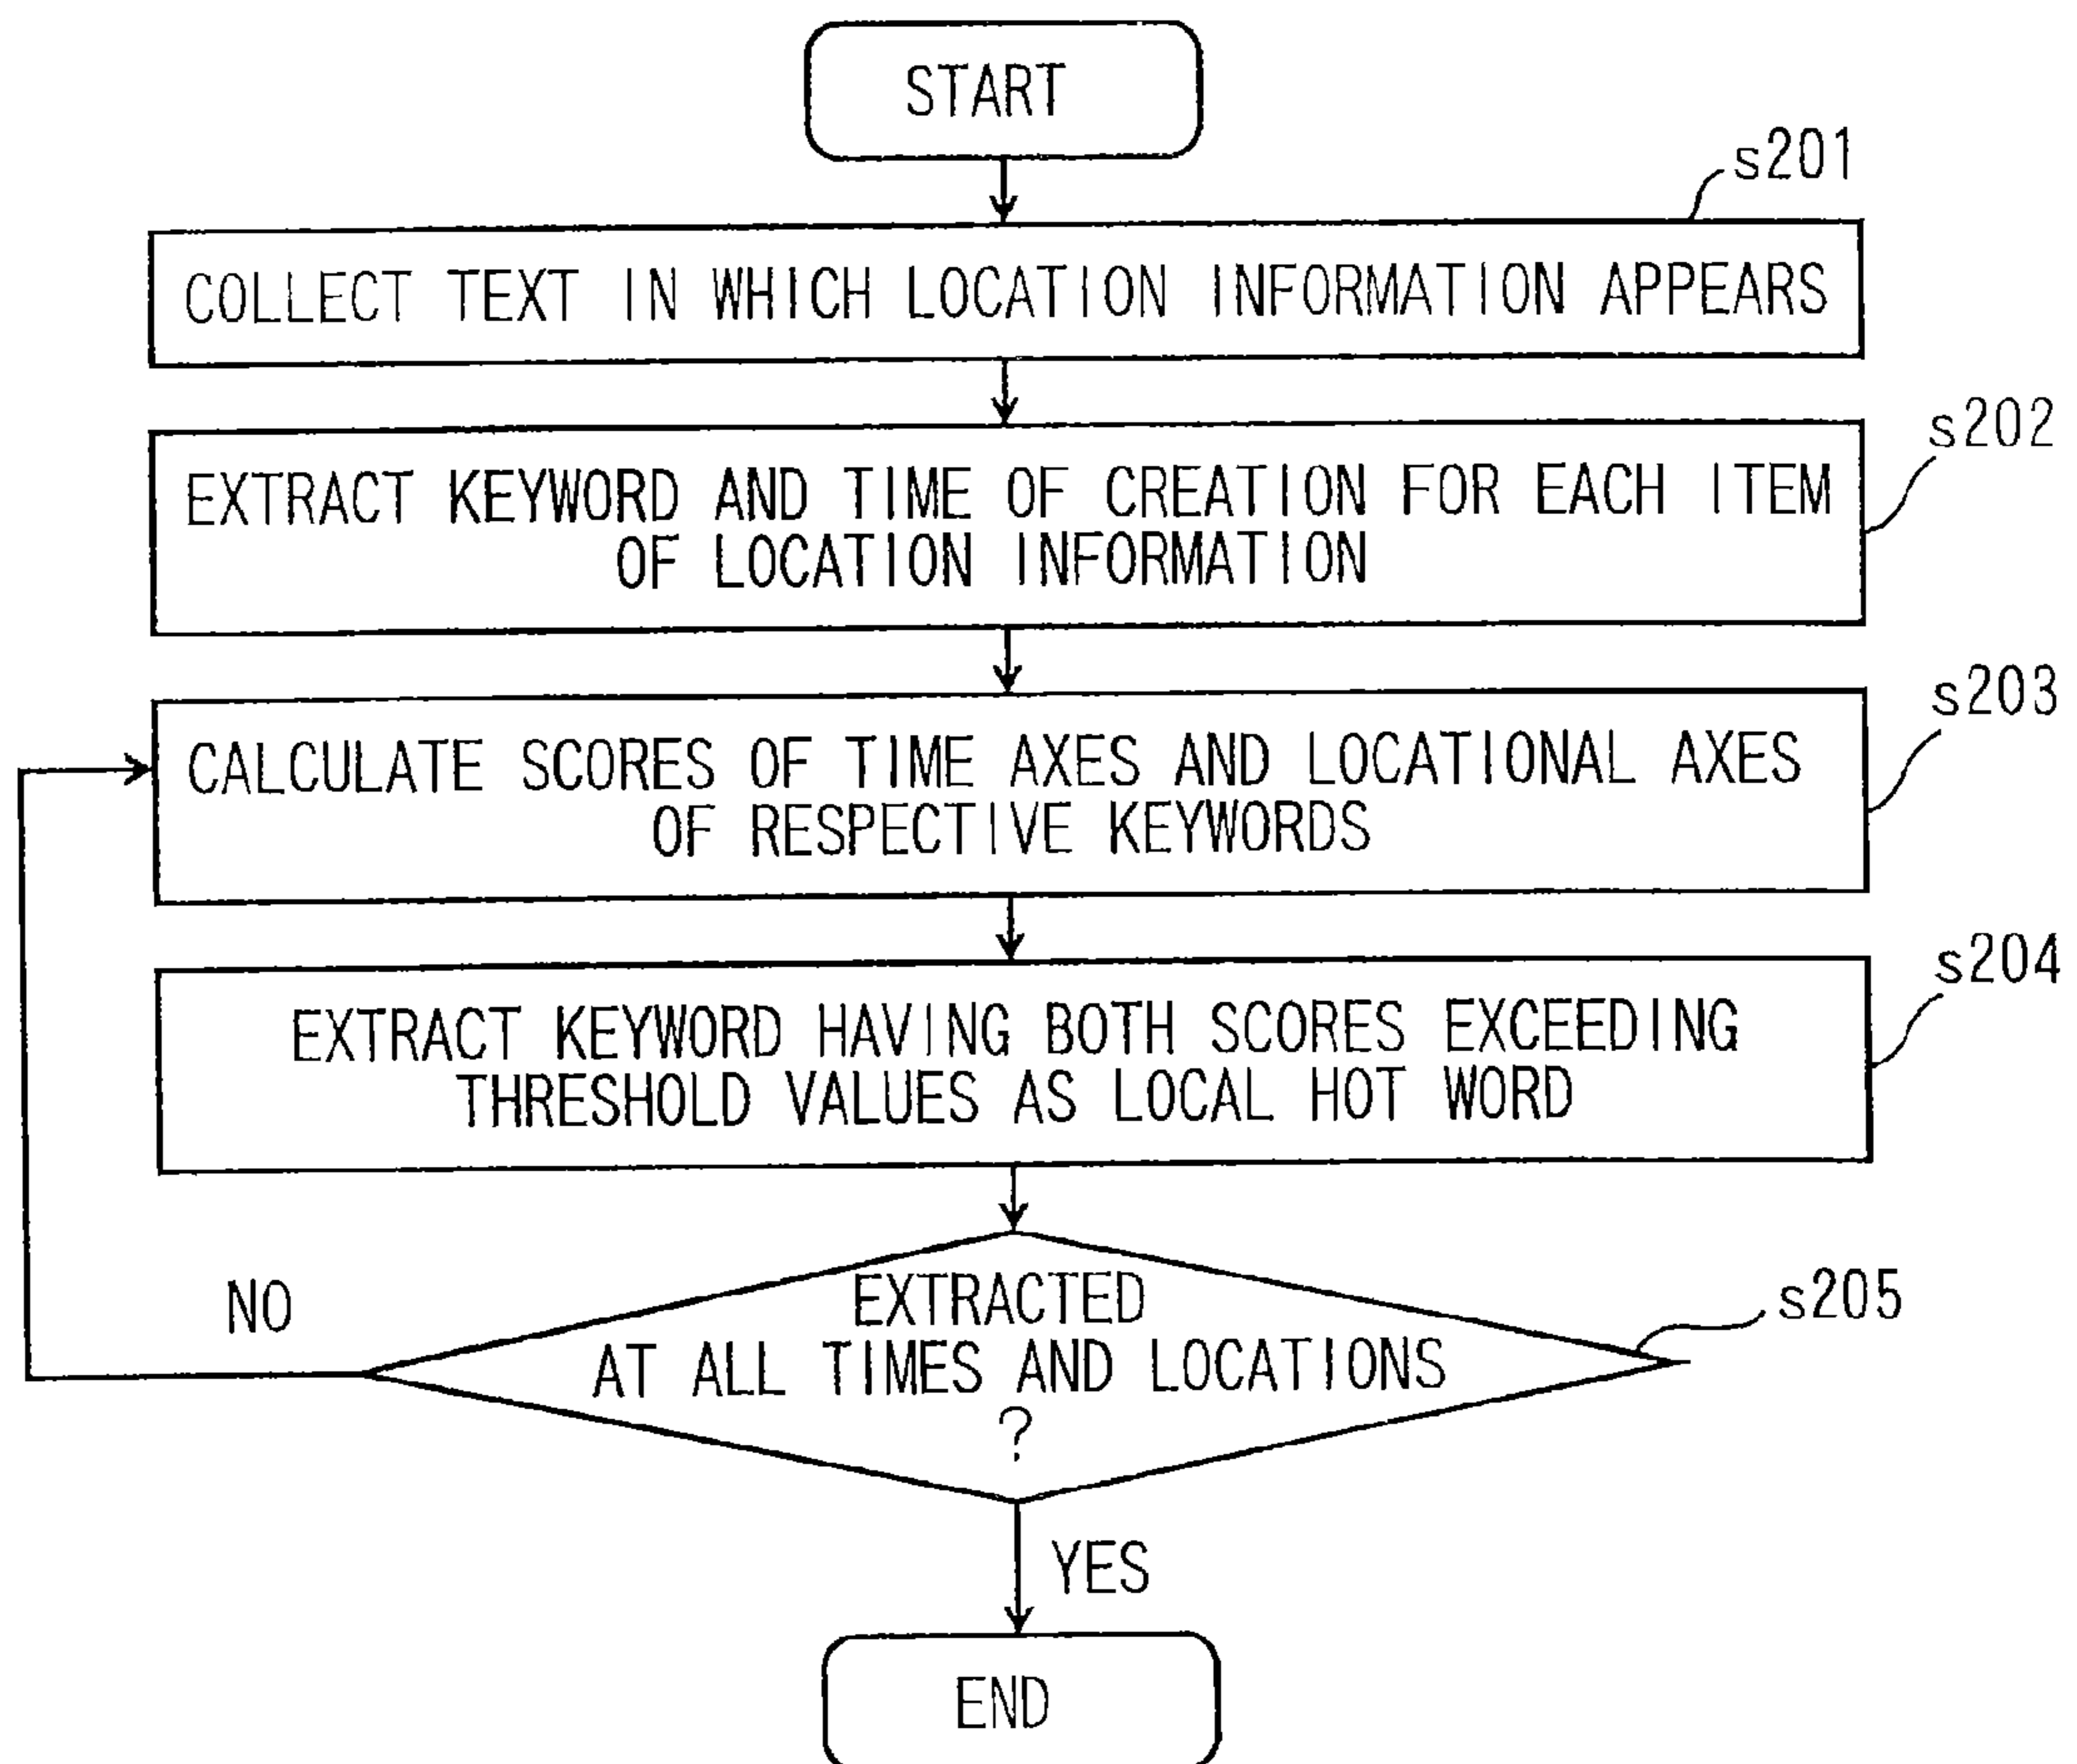 START
s201
COLLECT TEXT IN WHICH LOCATION INFORMATION APPEARS
s202
EXTRACT KEYWORD AND TIME OF CREATION FOR EACH ITEM
OF LOCATION INFORMATION
s203
CALCULATE SCORES OF TIME AXES AND LOCATIONAL AXES
OF RESPECTIVE KEYWORDS
s204
EXTRACT KEYWORD HAVING BOTH SCORES EXCEEDING
THRESHOLD VALUES AS LOCAL HOT WORD
s205
EXTRACTED
AT ALL TIMES AND LOCATIONS
?
NO
YES
END